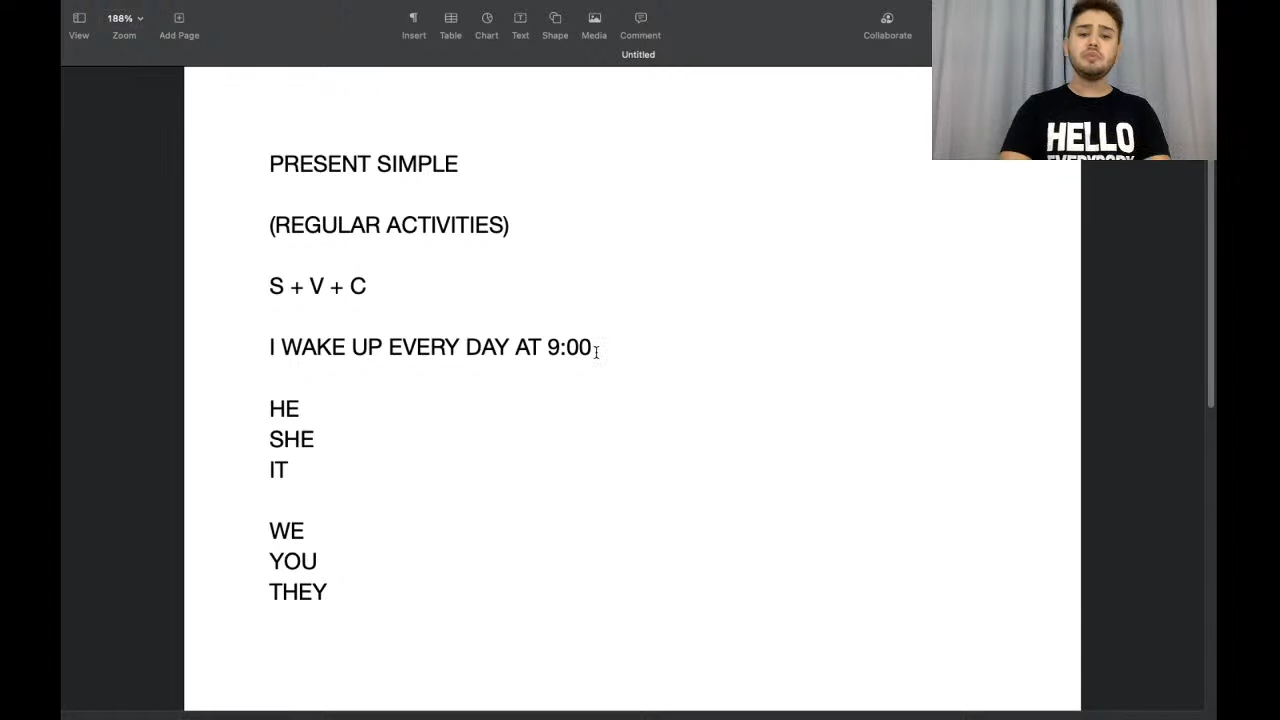 View
188%
Zoom
Add Page
Insert
Table
Chart
Text
Shape
Media
Comment
Collaborate
Untitled
HELLO
EVERYBODY
PRESENT SIMPLE
(REGULAR ACTIVITIES)
S + V + C
I WAKE UP EVERY DAY AT 9:00
HE
SHE
IT
WE
YOU
THEY